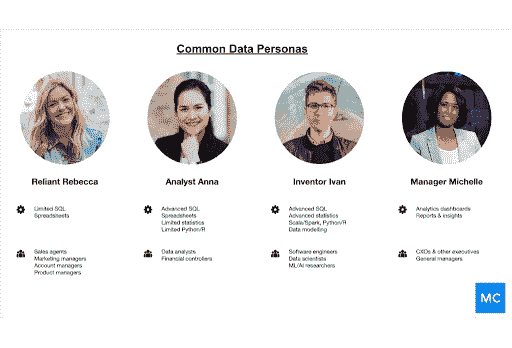 Common Data Personas
Reliant Rebecca
Analyst Anna
Inventor Ivan
Manager Michelle
Limited SQL
Spreadsheets
Advanced SQL
Spreadsheets
Limited statistics
Limited Python/R
Advanced SQL
Advanced statistics
Scala/Spark, Python/R
Data modelling
Analytics dashboards
Reports & insights
Sales agents
Marketing managers
Account managers
Product managers
Data analysts
Financial controllers
Software engineers
Data scientists
ML/AI researchers
CXOs & other executives
General managers
MC